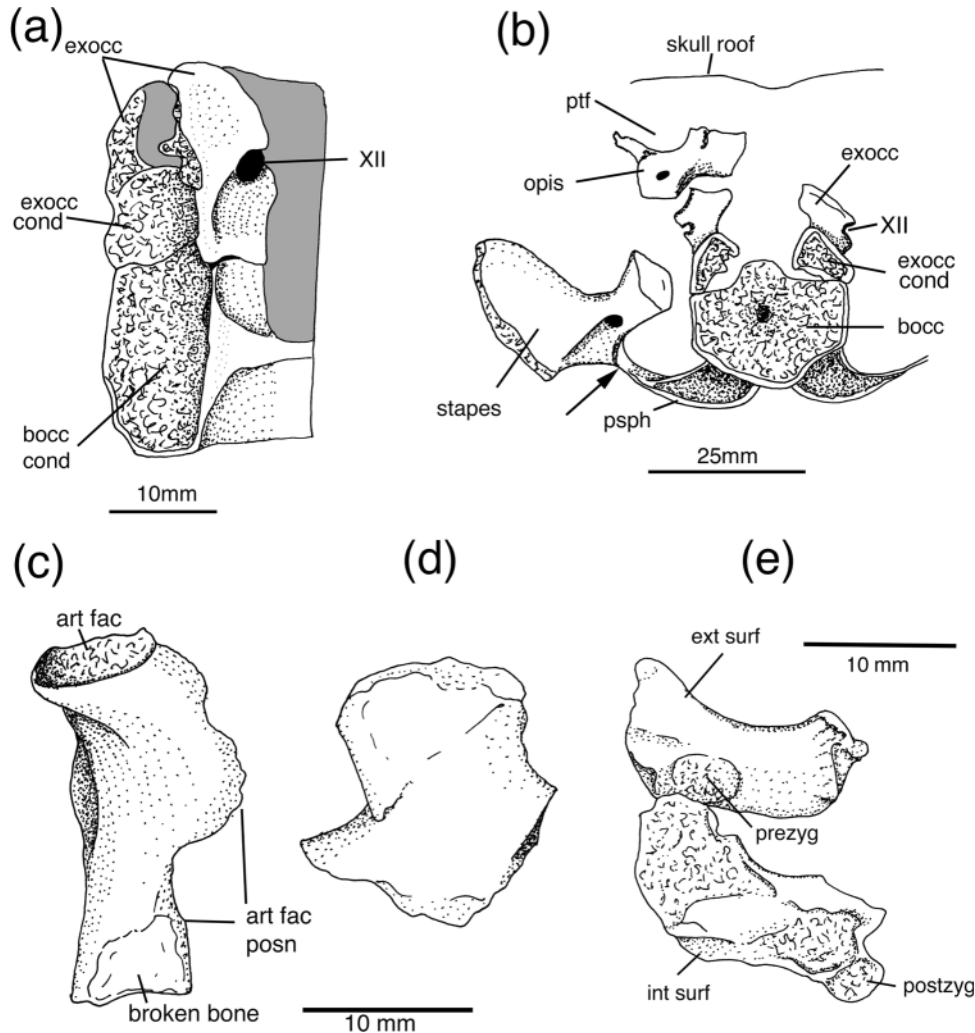 (a)
exocc
XII
exocc
cond
bocc
cond
10mm
(b)
skull roof
ptf
opis
exocc
XII
exocc
cond
bocc
stapes
psph
25mm
(c)
art fac
art fac
posn
broken bone
(d)
10 mm
(e)
ext surf
10 mm
prezyg
int surf
postzyg